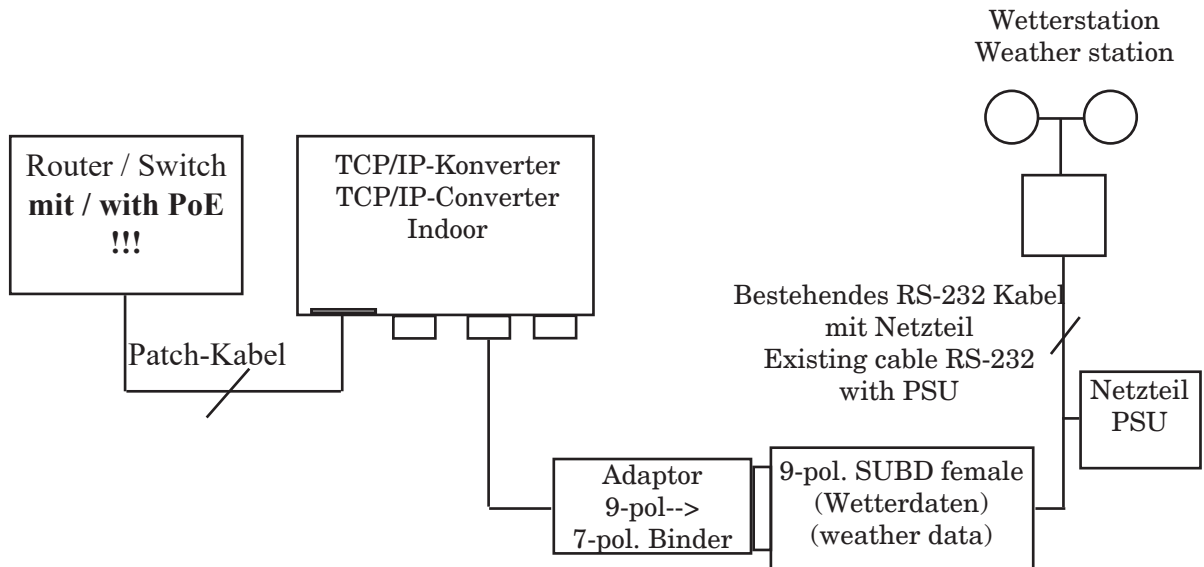 Wetterstation
Weather station
Router / Switch
mit / with PoE
!!!
TCP/IP-Konverter
TCP/IP-Converter
Indoor
Patch-Kabel
Bestehendes RS-232 Kabel
mit Netzteil
Existing cable RS-232
with PSU
Netzteil
PSU
Adaptor
9-pol-->
7-pol. Binder
9-pol. SUBD female
(Wetterdaten)
(weather data)